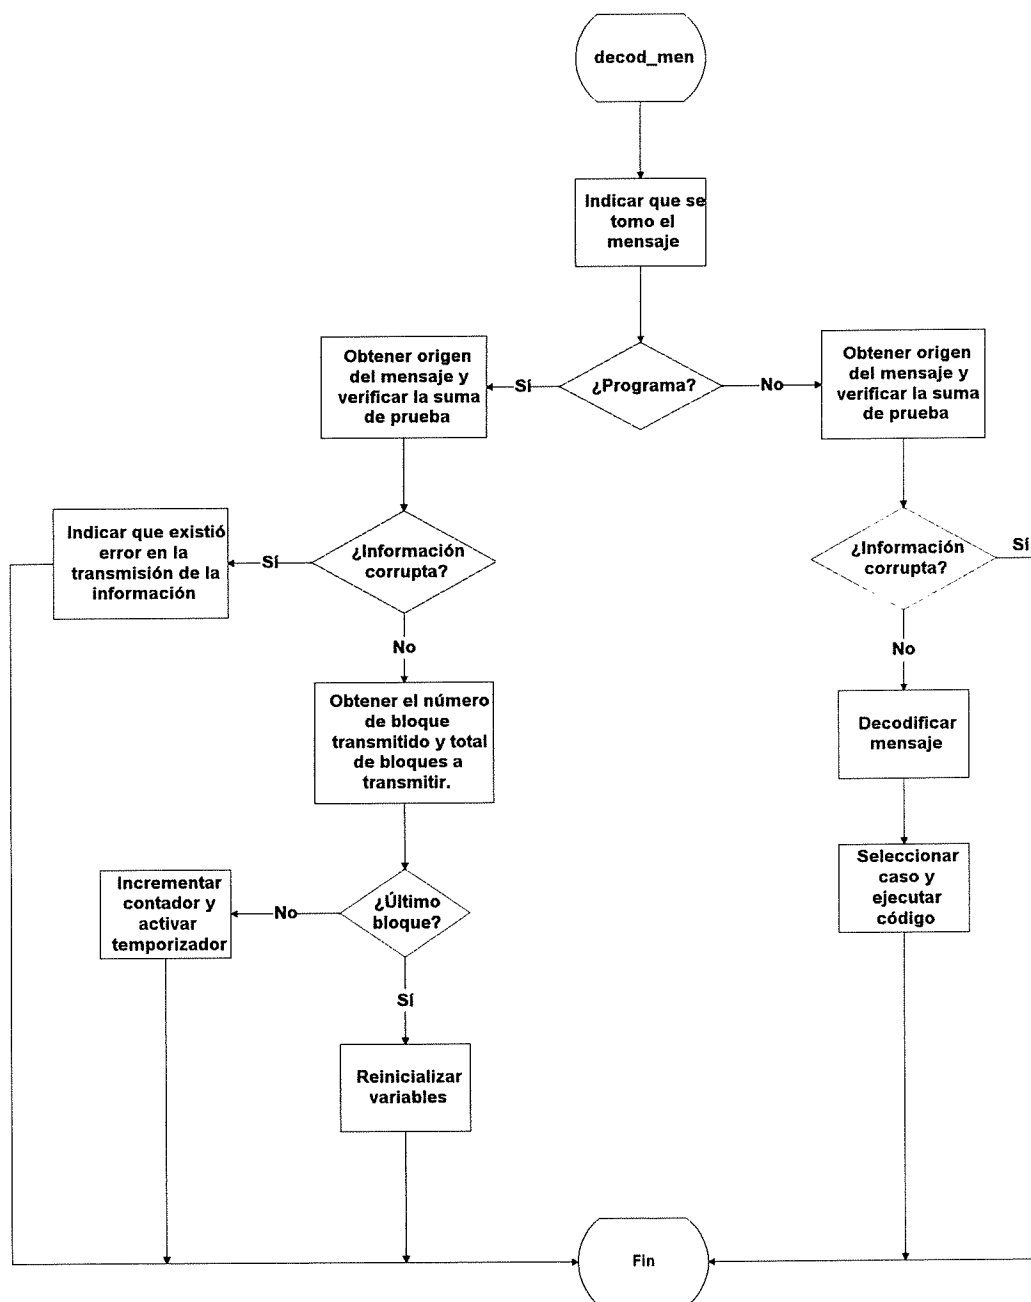 decod_men
Indicar que se
tomo el
mensaje
¿Programa?
Sí
No
Obtener origen
del mensaje y
verificar la suma
de prueba
Obtener origen
del mensaje y
verificar la suma
de prueba
¿Información
corrupta?
Sí
No
Indicar que existió
error en la
transmisión de la
información
¿Información
corrupta?
Sí
No
Obtener el número
de bloque
transmitido y total
de bloques a
transmitir.
Decodificar
mensaje
Seleccionar
caso y
ejecutar
código
¿Último
bloque?
No
Sí
Incrementar
contador y
activar
temporizador
Reinicializar
variables
Fin